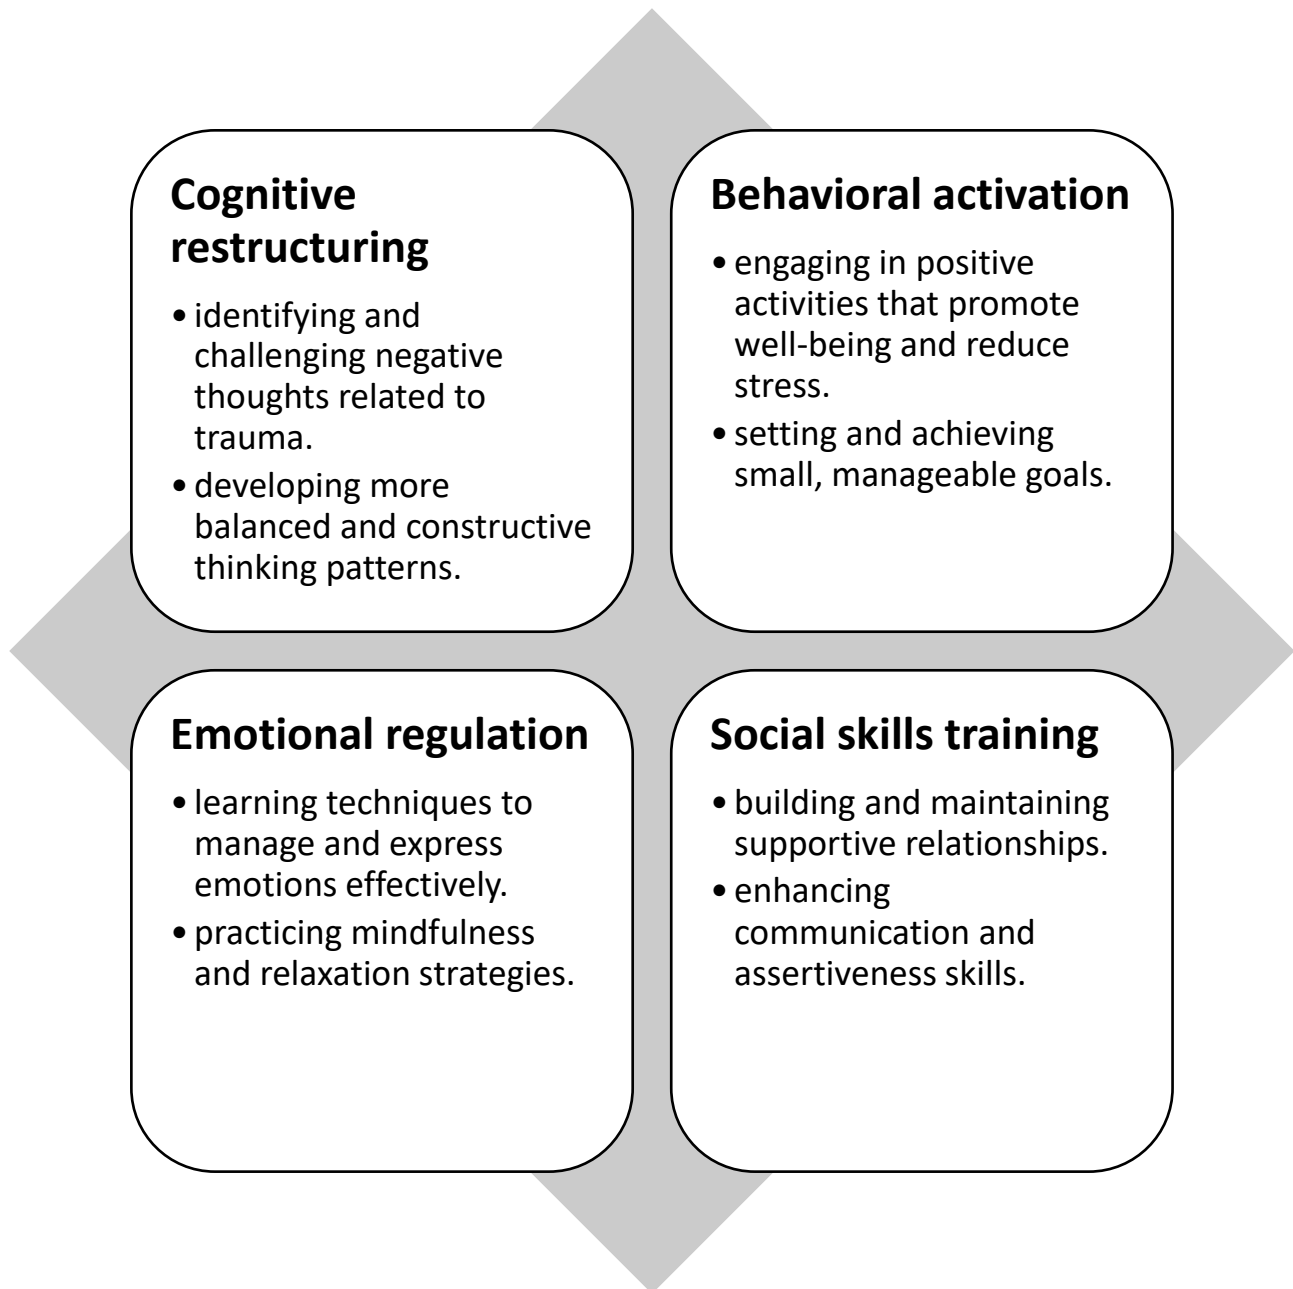 Cognitive
restructuring
• identifying and
challenging negative
thoughts related to
trauma.
• developing more
balanced and constructive
thinking patterns.
Behavioral activation
• engaging in positive
activities that promote
well-being and reduce
stress.
• setting and achieving
small, manageable goals.
Emotional regulation
• learning techniques to
manage and express
emotions effectively.
• practicing mindfulness
and relaxation strategies.
Social skills training
• building and maintaining
supportive relationships.
• enhancing
communication and
assertiveness skills.